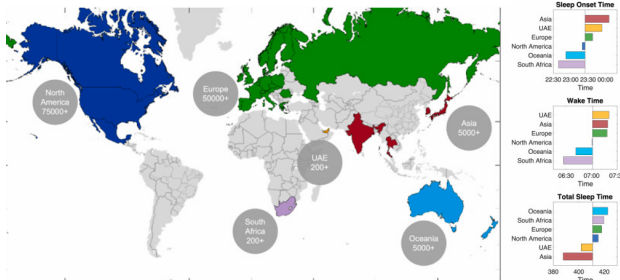 North
America
75000+
Europe
50000+
Asia
5000+
UAE
200+
South
Africa
200+
Oceania
5000+
Sleep Onset Time
Asia
UAE
Europe
North America
Oceania
South Africa
22:30 23:00 23:30 00:00
Time
Wake Time
UAE
Asia
Europe
North America
Oceania
South Africa
06:30 07:00
Time
Total Sleep Time
Oceania
South Africa
Europe
North America
UAE
Asia
360 400 420
Time